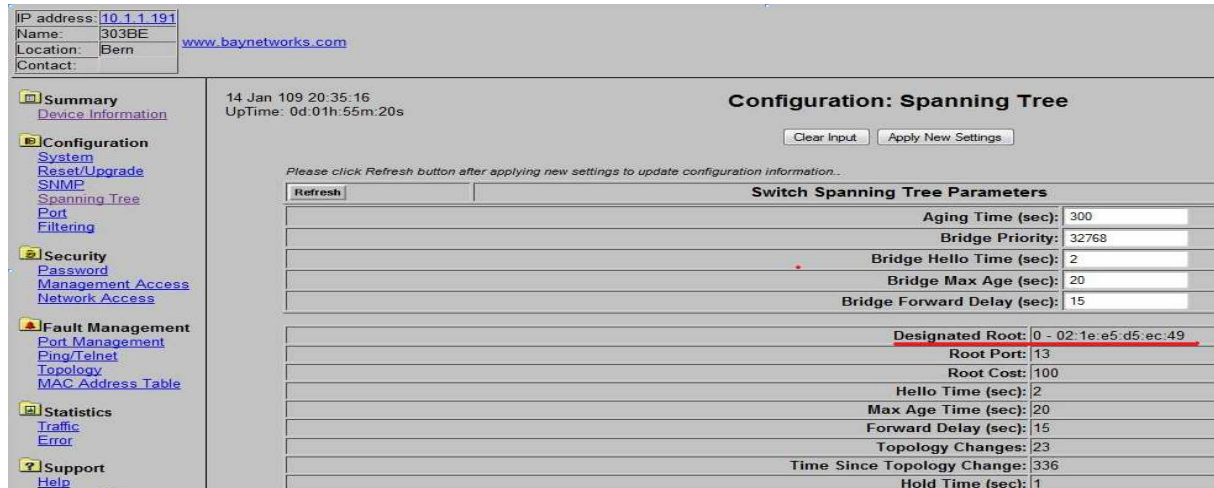 IP address: 10.1.1.191
Name: 303BE
Location: Bern
Contact:
www.baynetworks.com
Summary
Device Information
Configuration
System
Reset/Upgrade
SNMP
Spanning Tree
Port
Filtering
Security
Password
Management Access
Network Access
Fault Management
Port Management
Ping/Telnet
Topology
MAC Address Table
Statistics
Traffic
Error
Support
Help
14 Jan 109 20:35:16
UpTime: 0d:01h:55m:20s
Configuration: Spanning Tree
Clear Input Apply New Settings
Please click Refresh button after applying new settings to update configuration information..
Refresh Switch Spanning Tree Parameters
Aging Time (sec): 300
Bridge Priority: 32768
Bridge Hello Time (sec): 2
Bridge Max Age (sec): 20
Bridge Forward Delay (sec): 15
Designated Root: 0 - 02:1e:e5:d5:ec:49
Root Port: 13
Root Cost: 100
Hello Time (sec): 2
Max Age Time (sec): 20
Forward Delay (sec): 15
Topology Changes: 23
Time Since Topology Change: 336
Hold Time (sec): 1